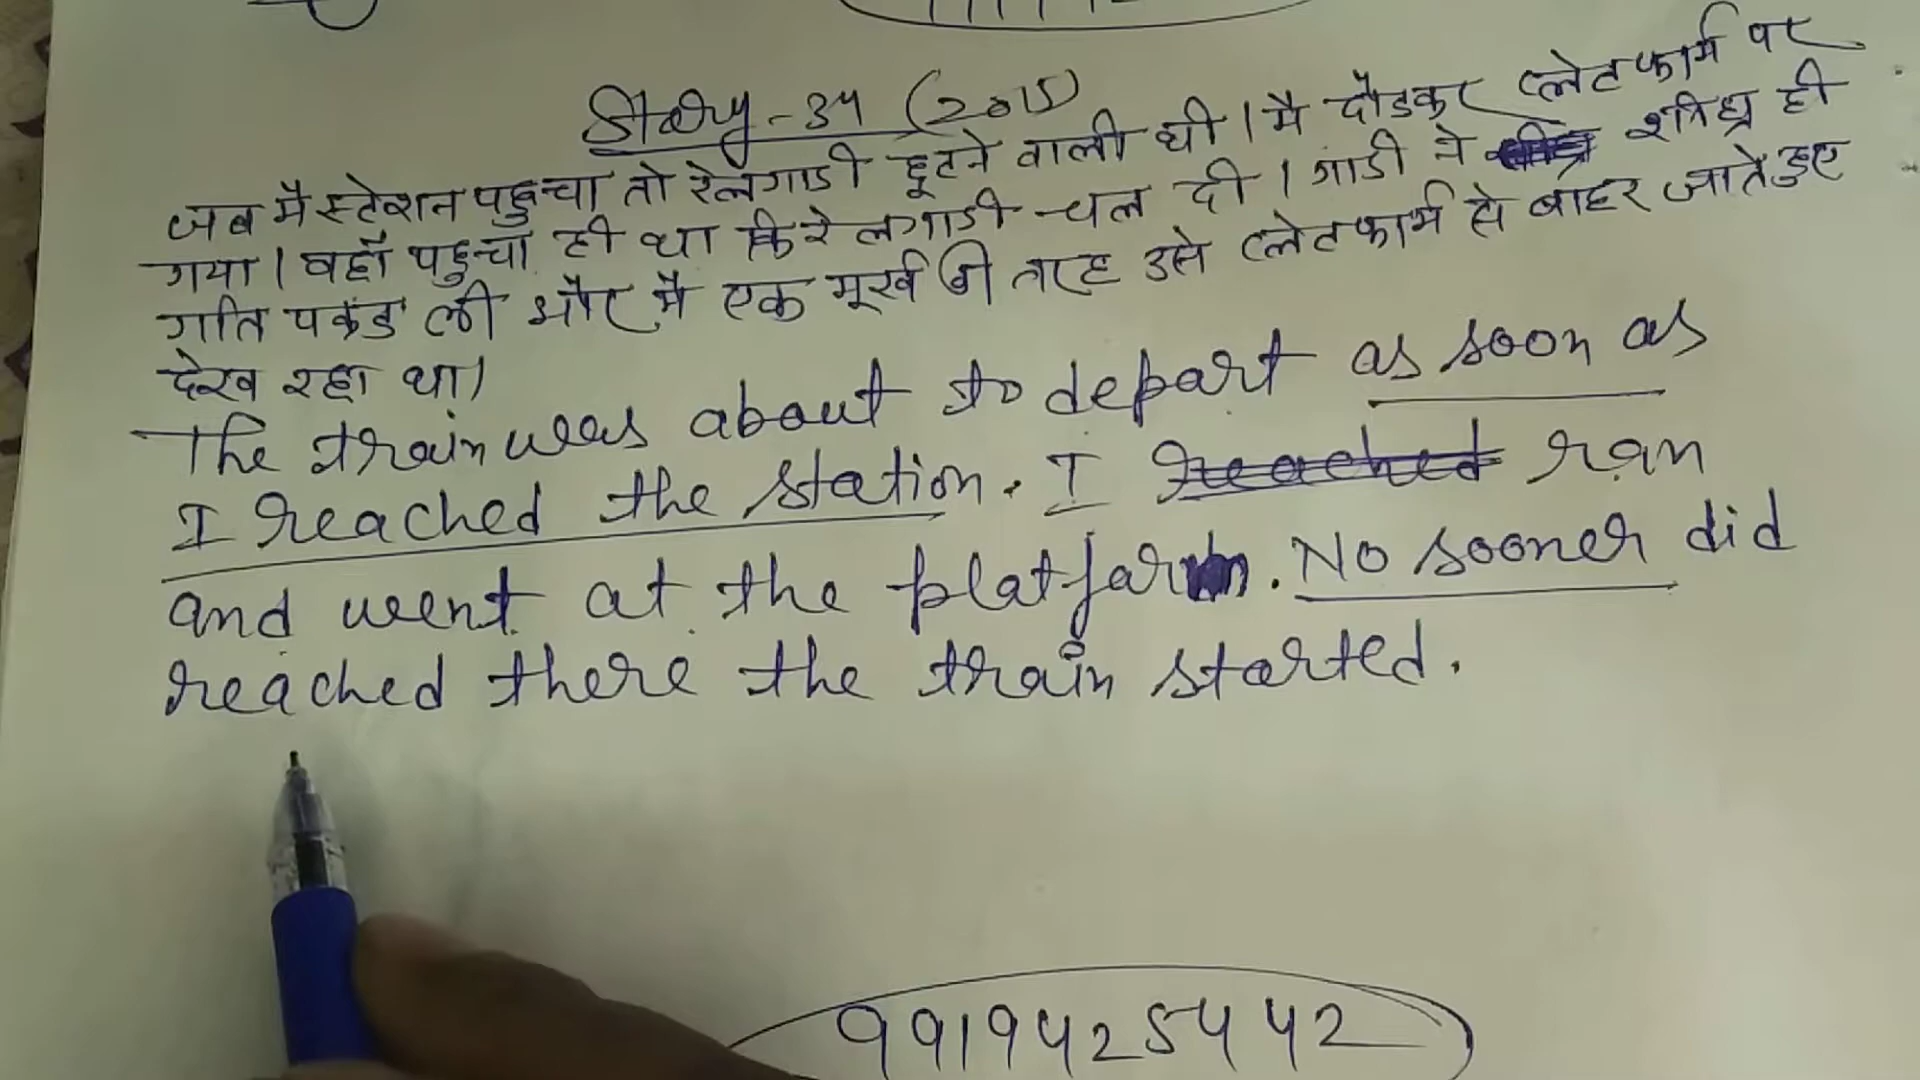 Story - 34 (2015)
जब मै स्टेशन पहुचा तो रेलगाडी छूटने वाली थी। मै दौडकर प्लेटफार्म पर
गया। वहाँ पहुचा ही था कि रेलगाडी चल दी। गाडी ने शीघ्र ही
गति पकड ली और मै एक मूर्ख की तरह उसे प्लेटफार्म से बाहर जाते हुए
देख रहा था।
The train was about to depart as soon as
I reached the station. I reached ran
and went at the platform. No sooner did
reached there the train started.
9919425442